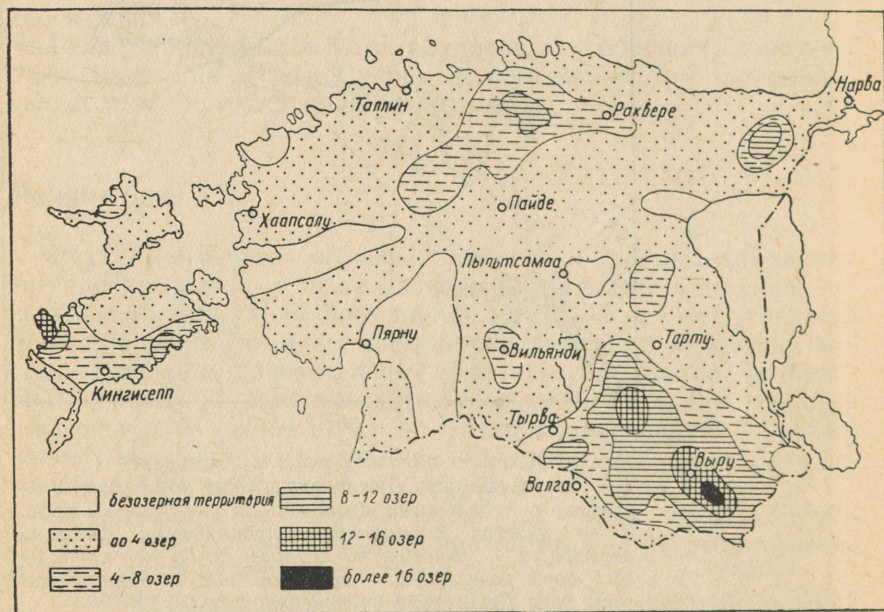 Таллин
Раквере
Нарва
Хаапсалу
Пайде
Пыльтсамаа
Пярну
Вильянди
Тарту
Кингисепп
Тырва
Выру
Валга
безозерная территория
до 4 озер
4-8 озер
8-12 озер
12-16 озер
более 16 озер